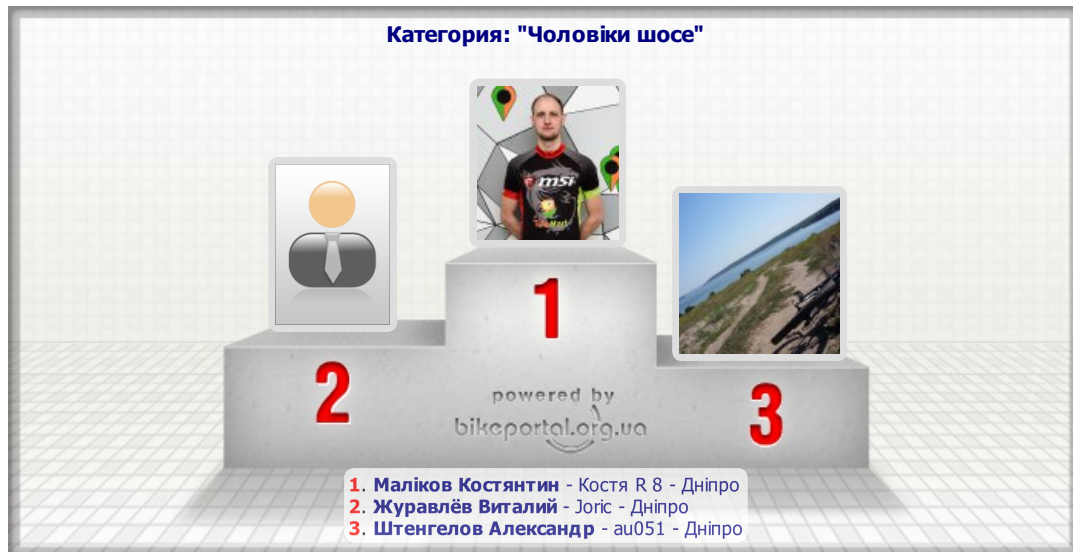 Категория: "Чоловіки шосе"
msi
1
2
3
powered by
bikeportal.org.ua
1. Маліков Костянтин - Костя R 8 - Дніпро
2. Журавлёв Виталий - Joric - Дніпро
3. Штенгелов Александр - au051 - Дніпро